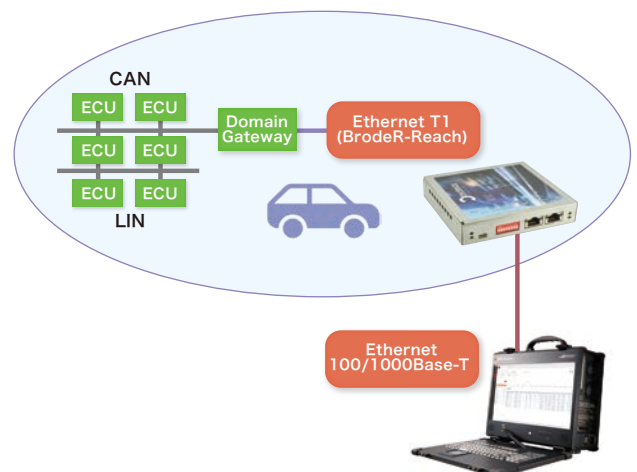 CAN
ECU ECU
Domain
Gateway
Ethernet T1
(BrodeR-Reach)
ECU ECU
ECU ECU
LIN
Ethernet
100/1000Base-T